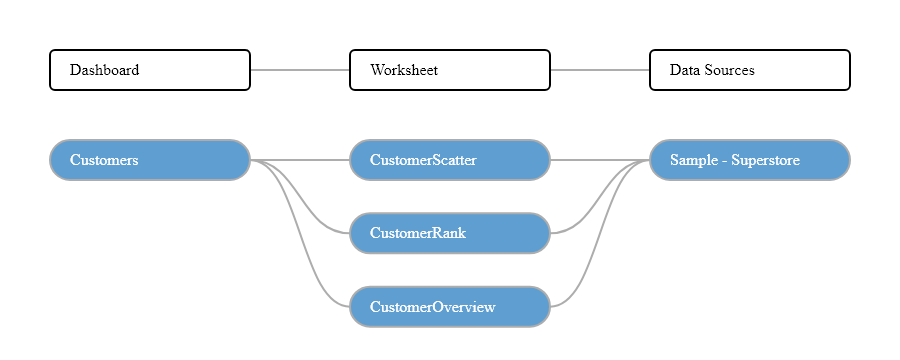 Dashboard
Worksheet
Data Sources
Customers
CustomerScatter
Sample - Superstore
CustomerRank
CustomerOverview